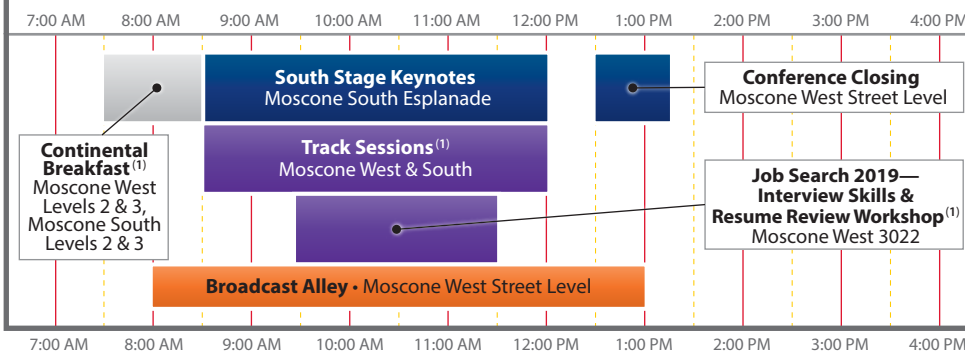 7:00 AM 8:00 AM 9:00 AM 10:00 AM 11:00 AM 12:00 PM 1:00 PM 2:00 PM 3:00 PM 4:00 PM
South Stage Keynotes
Moscone South Esplanade
Conference Closing
Moscone West Street Level
Continental
Breakfast (1)
Moscone West
Levels 2 & 3,
Moscone South
Levels 2 & 3
Track Sessions (1)
Moscone West & South
Job Search 2019—
Interview Skills &
Resume Review Workshop (1)
Moscone West 3022
Broadcast Alley • Moscone West Street Level
7:00 AM 8:00 AM 9:00 AM 10:00 AM 11:00 AM 12:00 PM 1:00 PM 2:00 PM 3:00 PM 4:00 PM